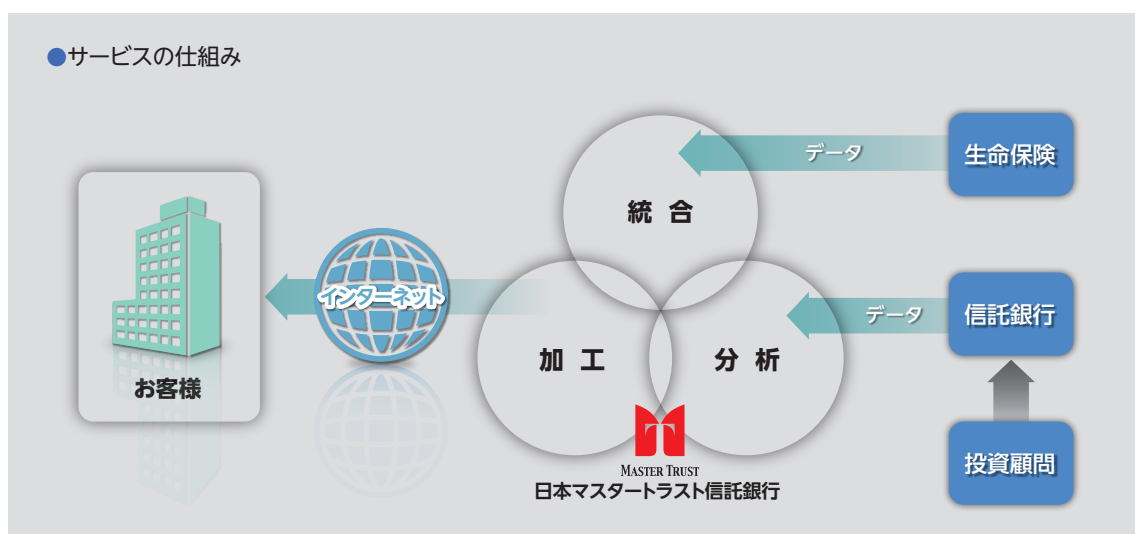 ●サービスの仕組み
データ
生命保険
統合
インターネット
データ
信託銀行
加工
分析
お客様
投資顧問
MASTER TRUST
日本マスタートラスト信託銀行